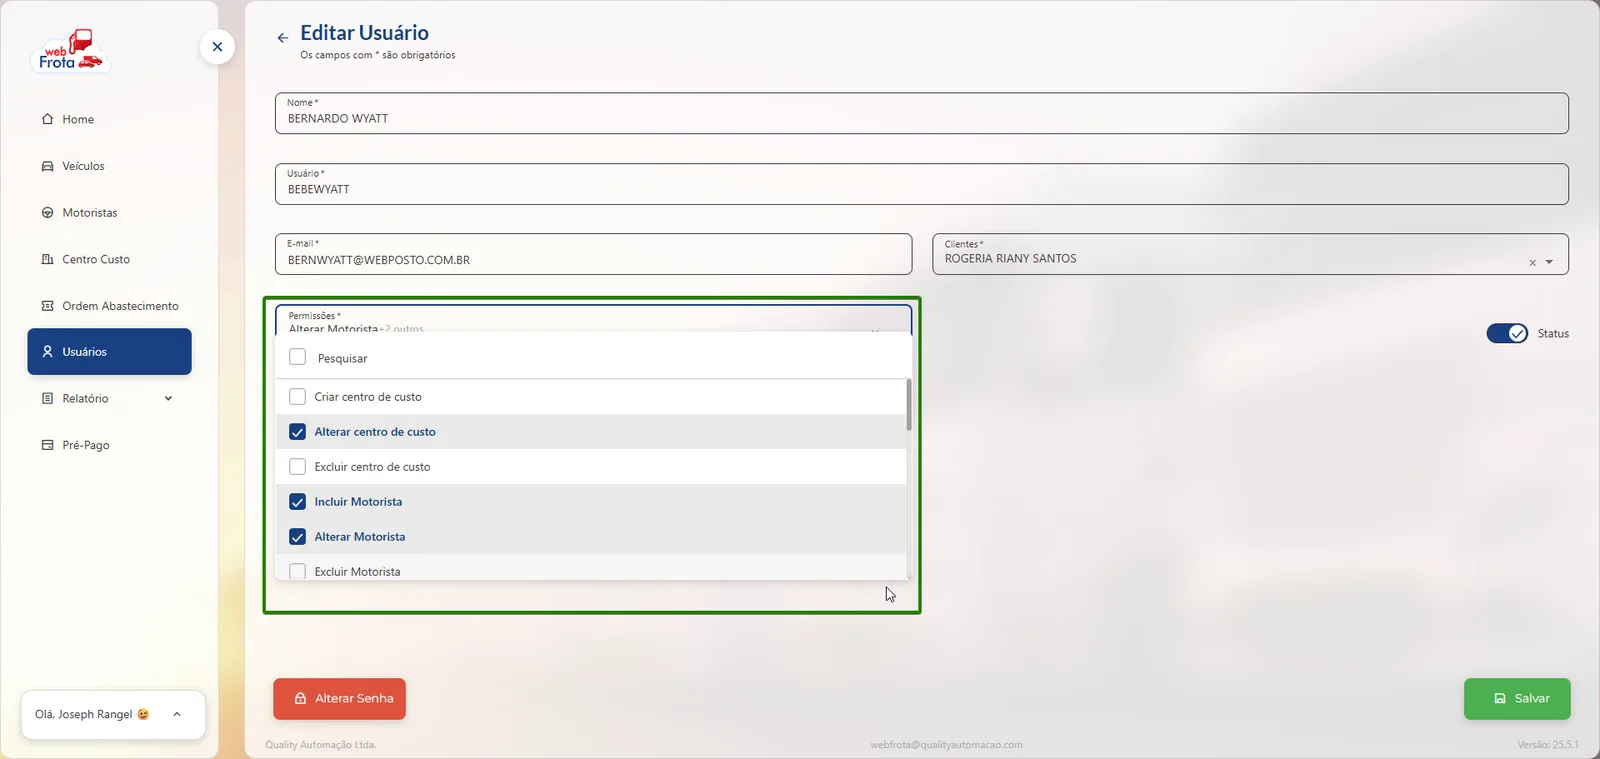 web
Frota
Home
Veículos
Motoristas
Centro Custo
Ordem Abastecimento
Usuários
Relatório
Pré-Pago
Olá, Joseph Rangel 😉
Editar Usuário
Os campos com * são obrigatórios
Nome *
BERNARDO WYATT
Usuário *
BEBEWYATT
E-mail *
BERNWYATT@WEBPOSTO.COM.BR
Clientes *
ROGERIA RIANY SANTOS
Permissões *
Alterar Motorista+2 outros
Status
Pesquisar
Criar centro de custo
Alterar centro de custo
Excluir centro de custo
Incluir Motorista
Alterar Motorista
Excluir Motorista
Alterar Senha
Salvar
Quality Automação Ltda.
webfrota@qualityautomacao.com
Versão: 25.5.1